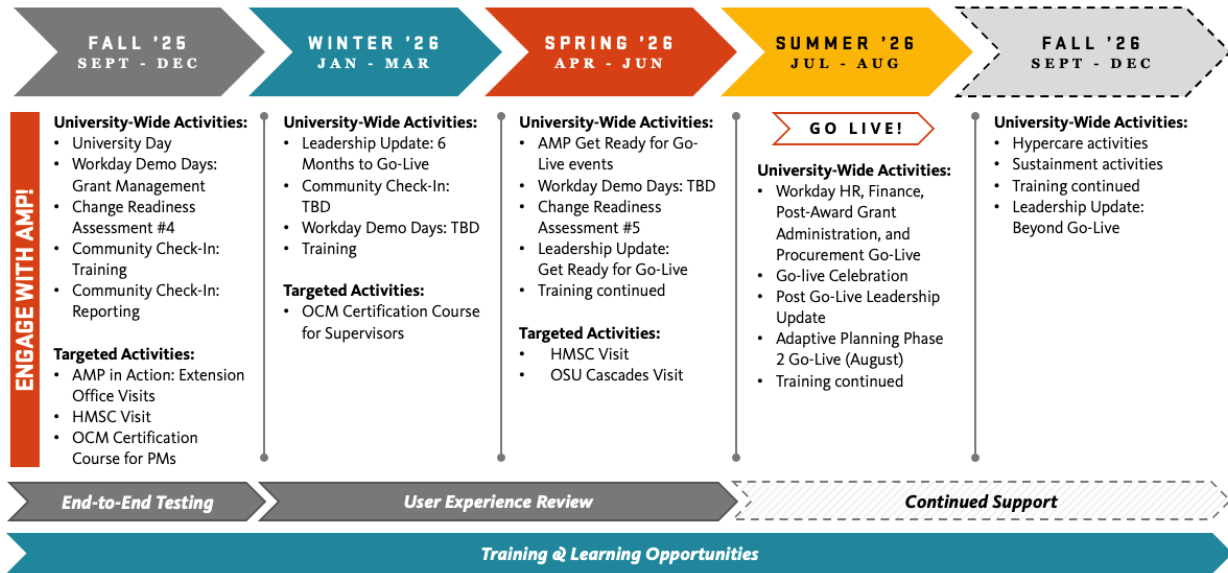 FALL '25
SEPT - DEC
WINTER '26
JAN - MAR
SPRING '26
APR - JUN
SUMMER '26
JUL - AUG
FALL '26
SEPT - DEC
ENGAGE WITH AMP!
University-Wide Activities:
• University Day
• Workday Demo Days:
Grant Management
• Change Readiness
Assessment #4
• Community Check-In:
Training
• Community Check-In:
Reporting
Targeted Activities:
• AMP in Action: Extension
Office Visits
• HMSC Visit
• OCM Certification
Course for PMs
University-Wide Activities:
• Leadership Update: 6
Months to Go-Live
• Community Check-In:
TBD
• Workday Demo Days: TBD
• Training
Targeted Activities:
• OCM Certification Course
for Supervisors
University-Wide Activities:
• AMP Get Ready for Go-
Live events
• Workday Demo Days: TBD
• Change Readiness
Assessment #5
• Leadership Update:
Get Ready for Go-Live
• Training continued
Targeted Activities:
• HMSC Visit
• OSU Cascades Visit
GO LIVE!
University-Wide Activities:
• Workday HR, Finance,
Post-Award Grant
Administration, and
Procurement Go-Live
• Go-live Celebration
• Post Go-Live Leadership
Update
• Adaptive Planning Phase
2 Go-Live (August)
• Training continued
University-Wide Activities:
• Hypercare activities
• Sustainment activities
• Training continued
• Leadership Update:
Beyond Go-Live
End-to-End Testing
User Experience Review
Continued Support
Training & Learning Opportunities